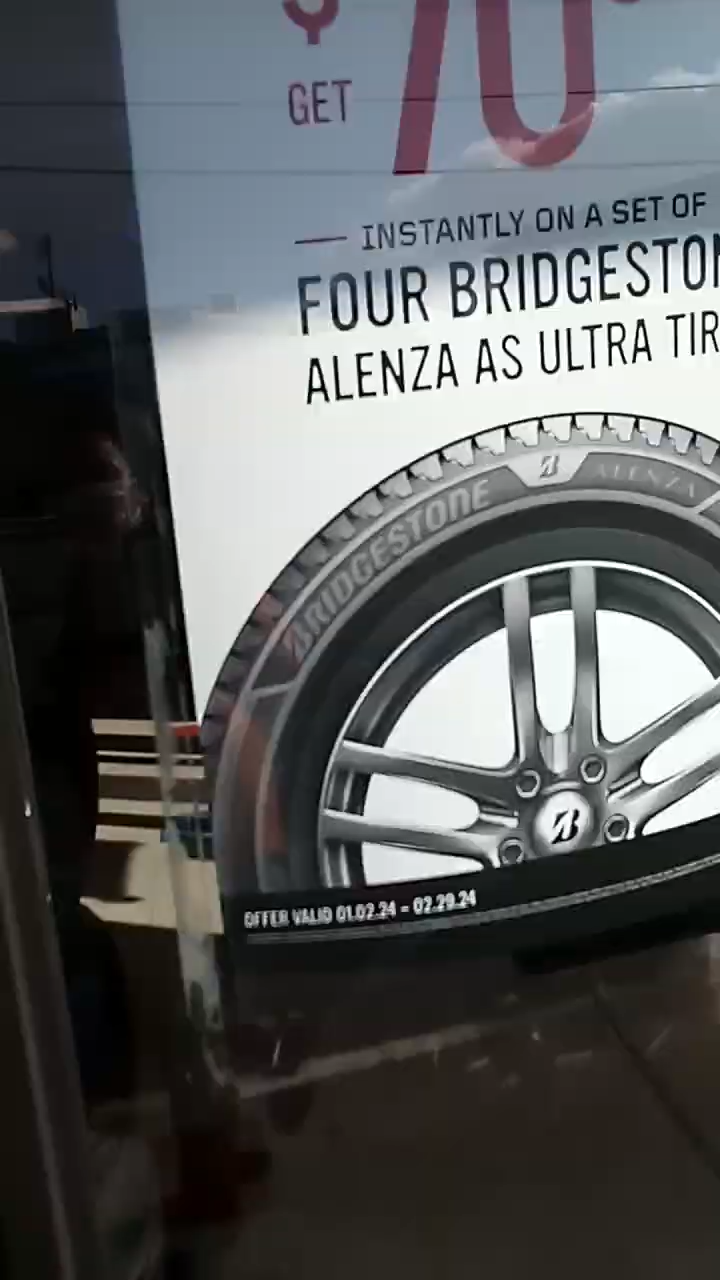 GET $70
INSTANTLY ON A SET OF
FOUR BRIDGESTON
ALENZA AS ULTRA TIR
BRIDGESTONE B ALENZA
B
OFFER VALID 01.02.24 - 02.29.24